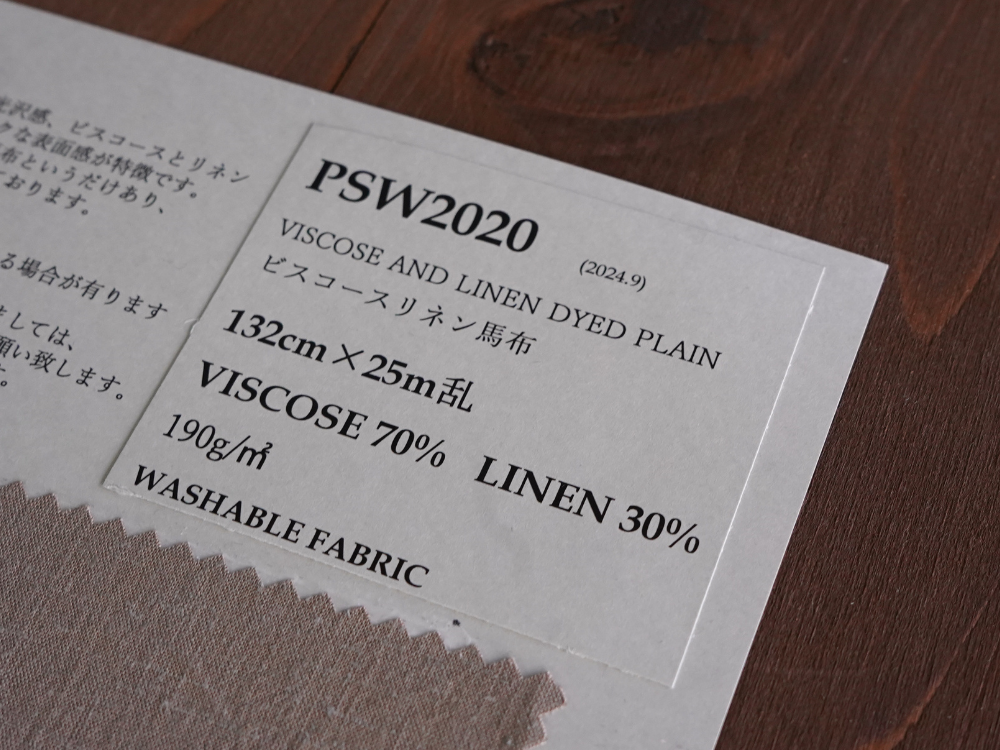 光沢感、ビスコースとリネン
クな表面感が特徴です。
布というだけあり、
ております。
る場合が有ります
ましては、
願い致します。
す。
PSW2020
(2024.9)
VISCOSE AND LINEN DYED PLAIN
ビスコースリネン馬布
132cm×25m乱
VISCOSE 70% LINEN 30%
190g/㎡
WASHABLE FABRIC